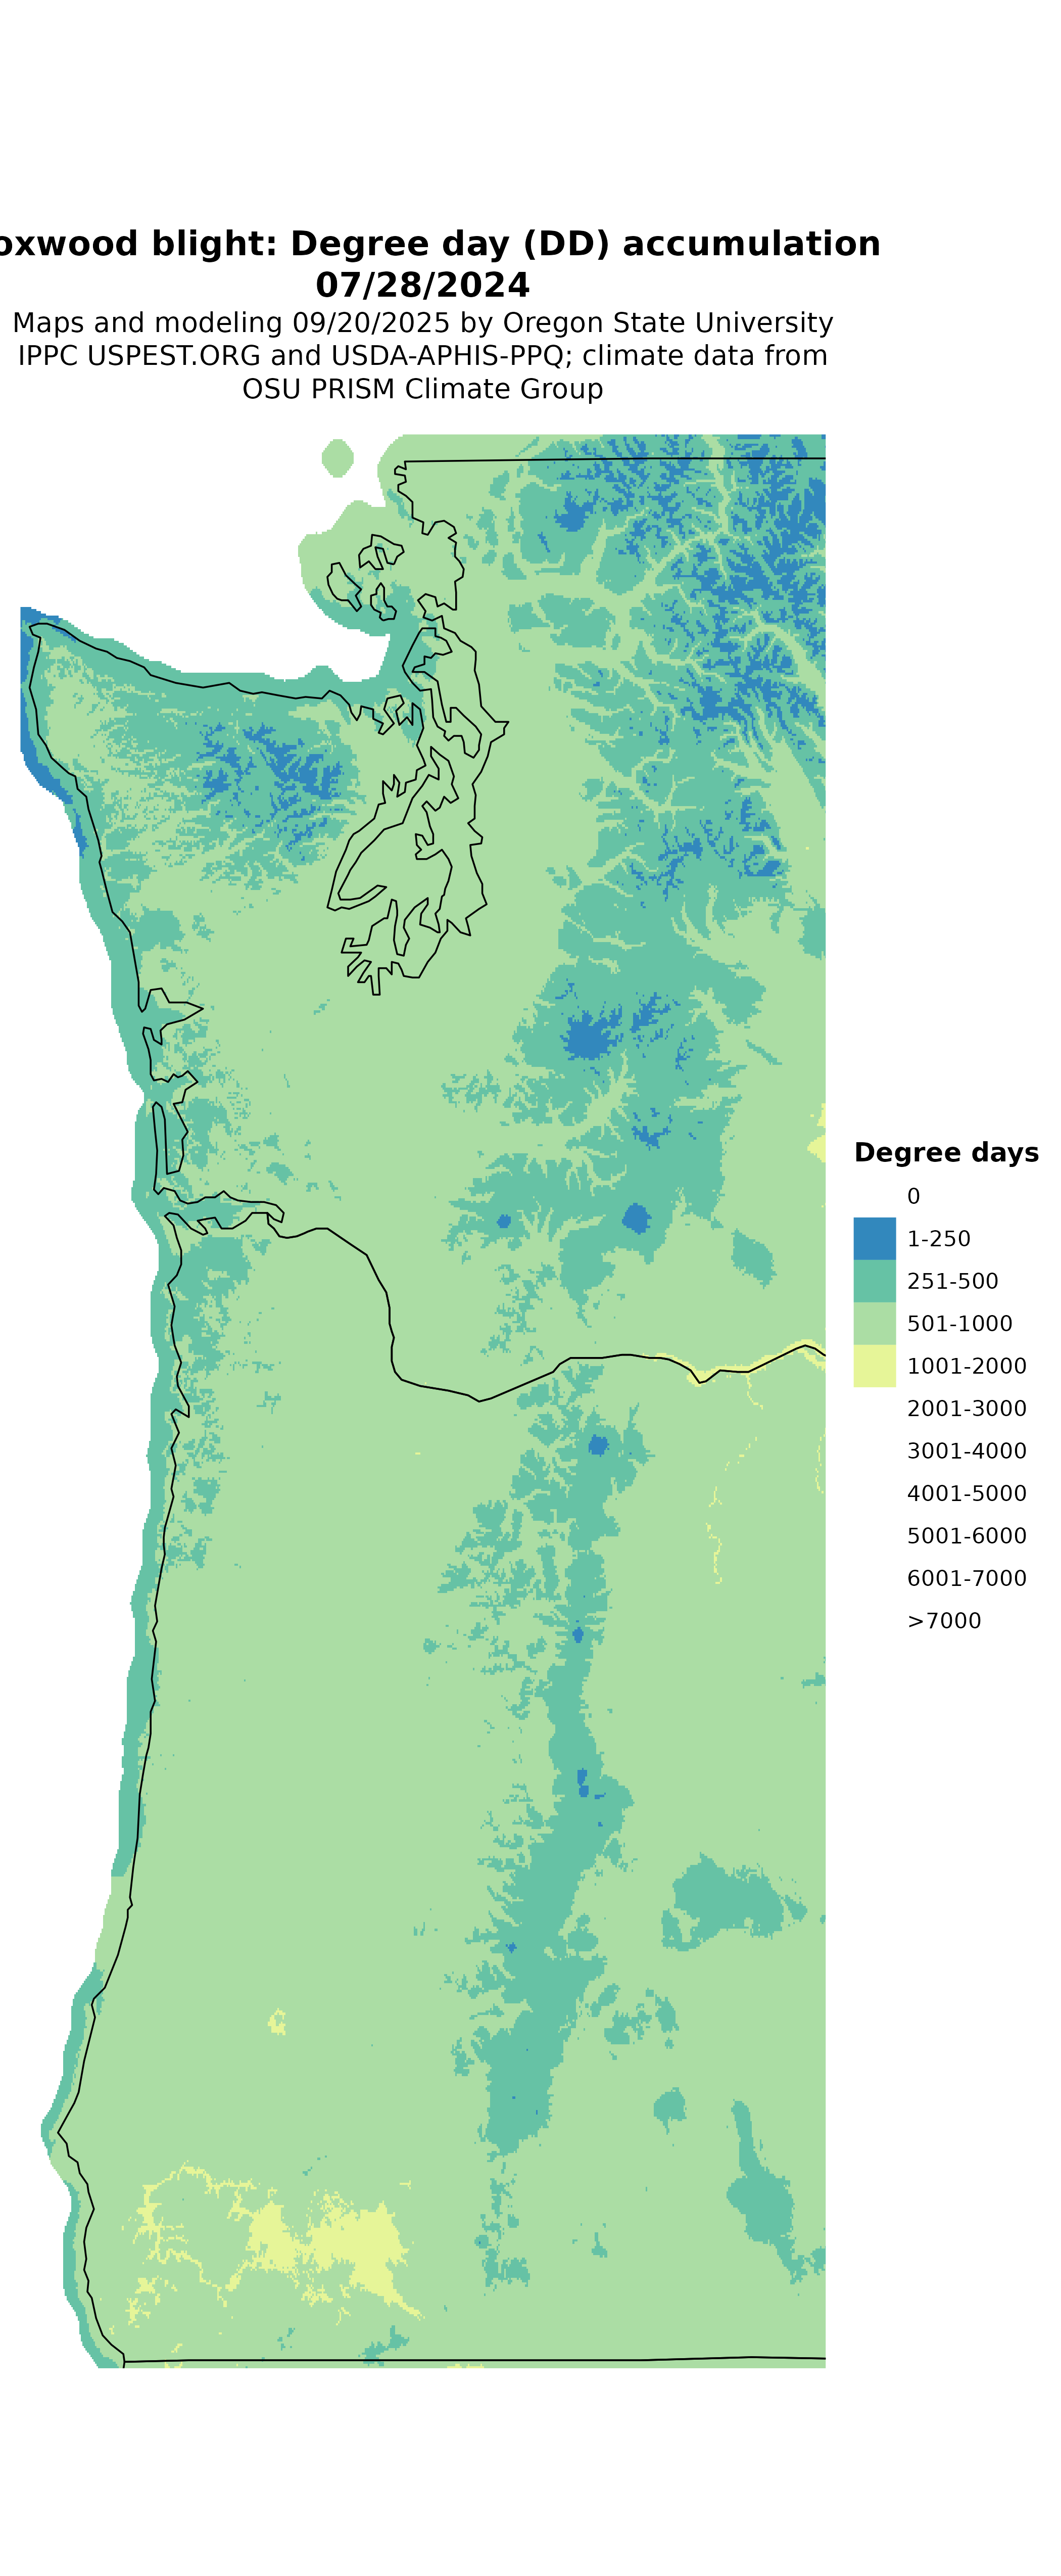 oxwood blight: Degree day (DD) accumulation
07/28/2024
Maps and modeling 09/20/2025 by Oregon State University
IPPC USPEST.ORG and USDA-APHIS-PPQ; climate data from
OSU PRISM Climate Group
Degree days
0
1-250
251-500
501-1000
1001-2000
2001-3000
3001-4000
4001-5000
5001-6000
6001-7000
>7000